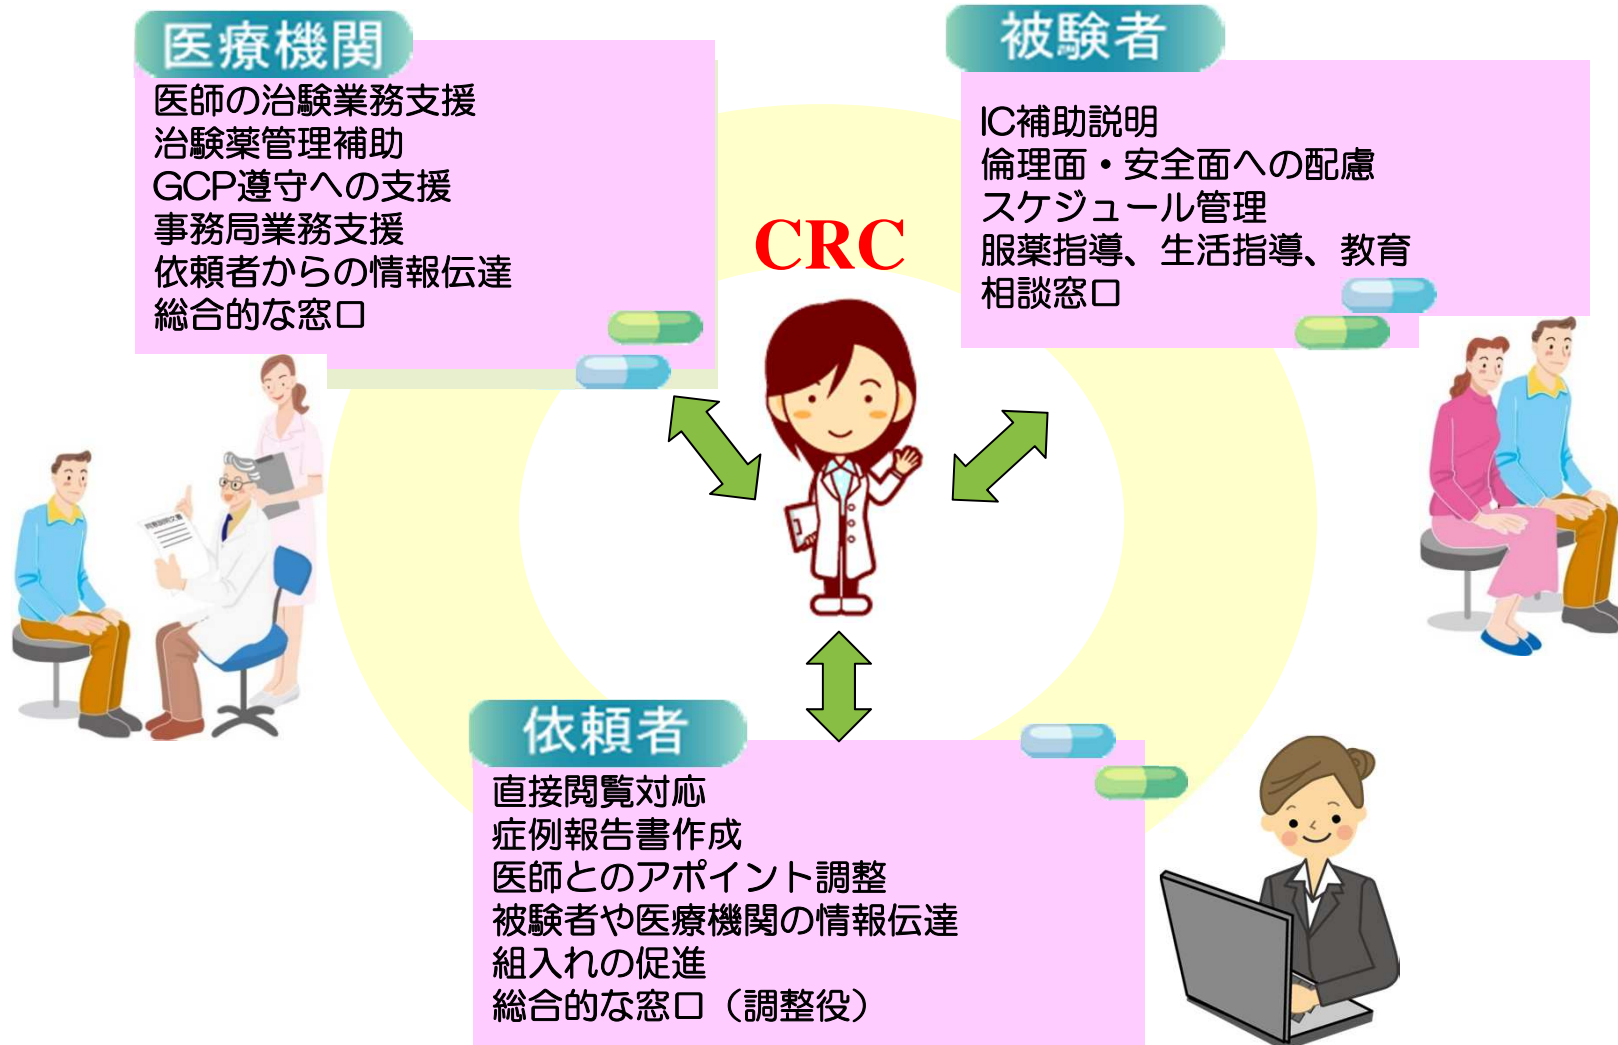 医療機関
医師の治験業務支援
治験薬管理補助
GCP遵守への支援
事務局業務支援
依頼者からの情報伝達
総合的な窓口
被験者
IC補助説明
倫理面・安全面への配慮
スケジュール管理
服薬指導、生活指導、教育
相談窓口
CRC
同意説明文書
依頼者
直接閲覧対応
症例報告書作成
医師とのアポイント調整
被験者や医療機関の情報伝達
組入れの促進
総合的な窓口（調整役）